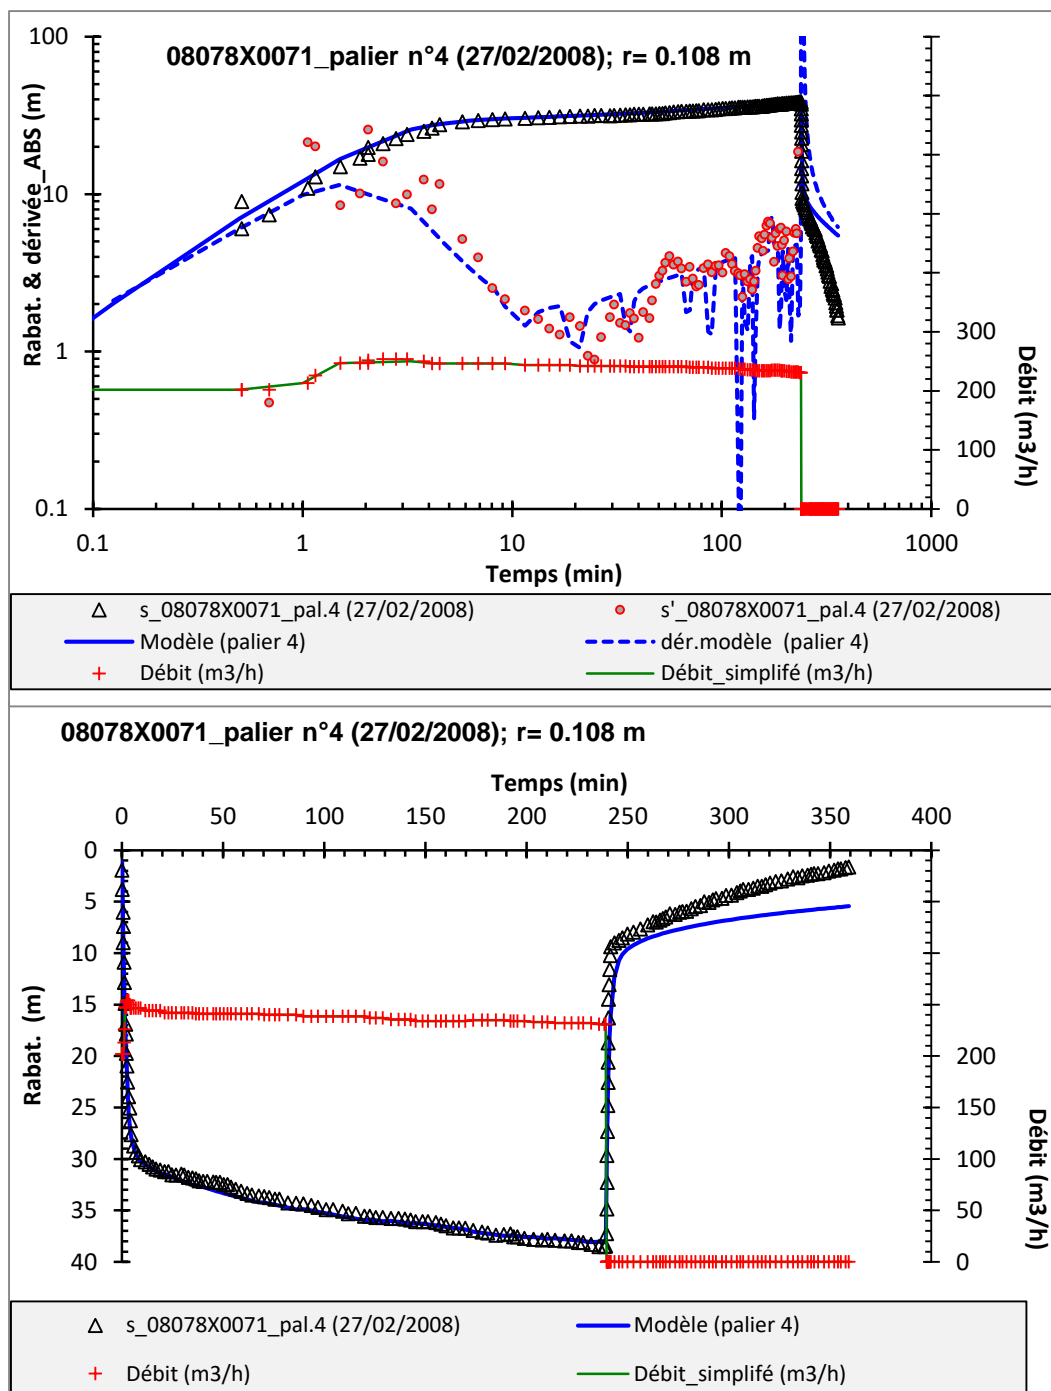 08078X0071_palier n°4 (27/02/2008); r= 0.108 m
100
10
1
0.1
Rabat. & dérivée_ABS (m)
300
200
100
0
Débit (m3/h)
0.1 1 10 100 1000
Temps (min)
s_08078X0071_pal.4 (27/02/2008) s'_08078X0071_pal.4 (27/02/2008)
Modèle (palier 4) dér.modèle (palier 4)
Débit (m3/h) Débit_simplifé (m3/h)
08078X0071_palier n°4 (27/02/2008); r= 0.108 m
Temps (min)
0 50 100 150 200 250 300 350 400
0
5
10
15
20
25
30
35
40
Rabat. (m)
200
150
100
50
0
Débit (m3/h)
s_08078X0071_pal.4 (27/02/2008) Modèle (palier 4)
Débit (m3/h) Débit_simplifé (m3/h)